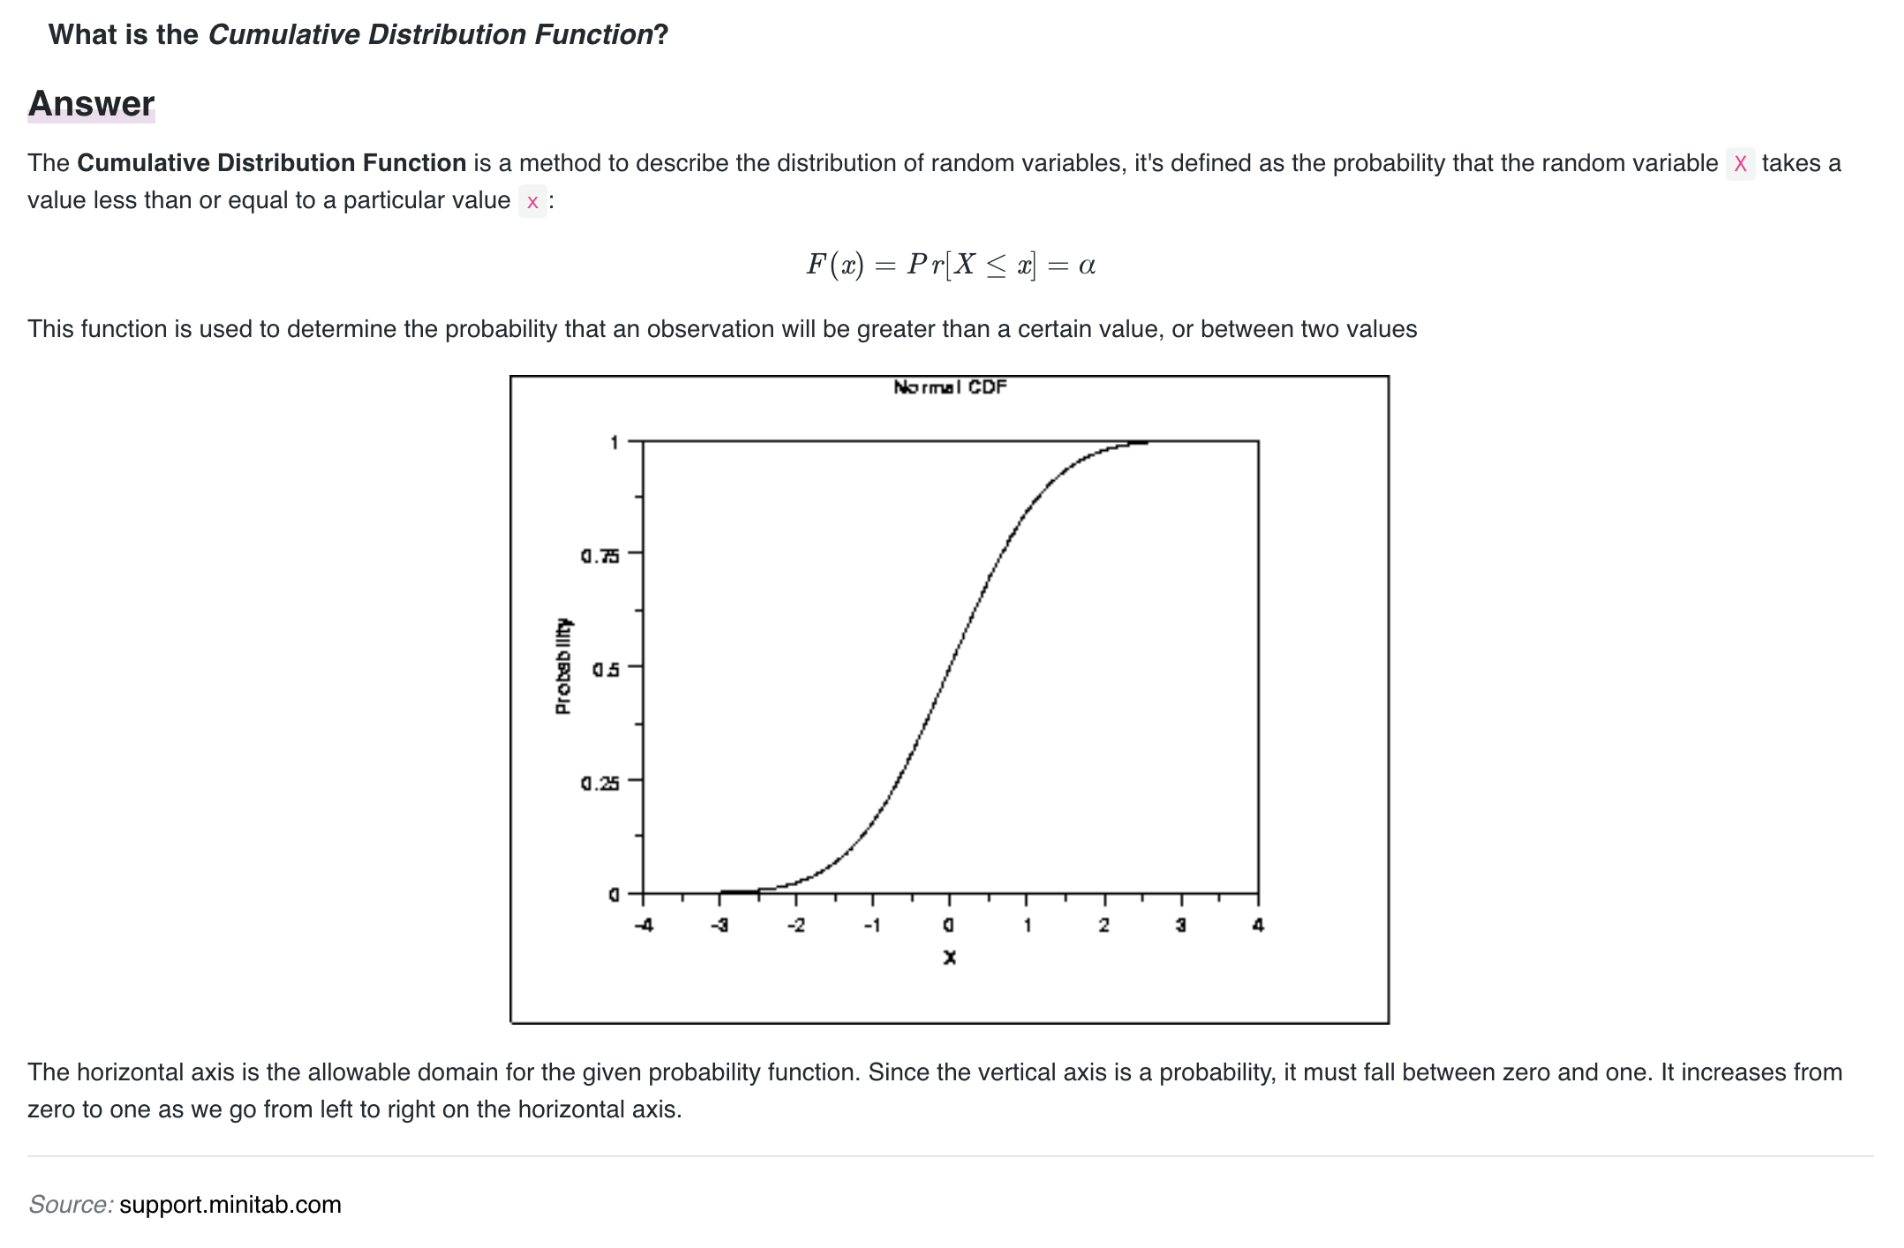 What is the Cumulative Distribution Function?
Answer
The Cumulative Distribution Function is a method to describe the distribution of random variables, it's defined as the probability that the random variable X takes a
value less than or equal to a particular value x :
F(x) = Pr[X ≤ x] = α
This function is used to determine the probability that an observation will be greater than a certain value, or between two values
Normal CDF
1
0.75
0.5
0.25
0
Probability
-4 -3 -2 -1 0 1 2 3 4
X
The horizontal axis is the allowable domain for the given probability function. Since the vertical axis is a probability, it must fall between zero and one. It increases from
zero to one as we go from left to right on the horizontal axis.
Source: support.minitab.com